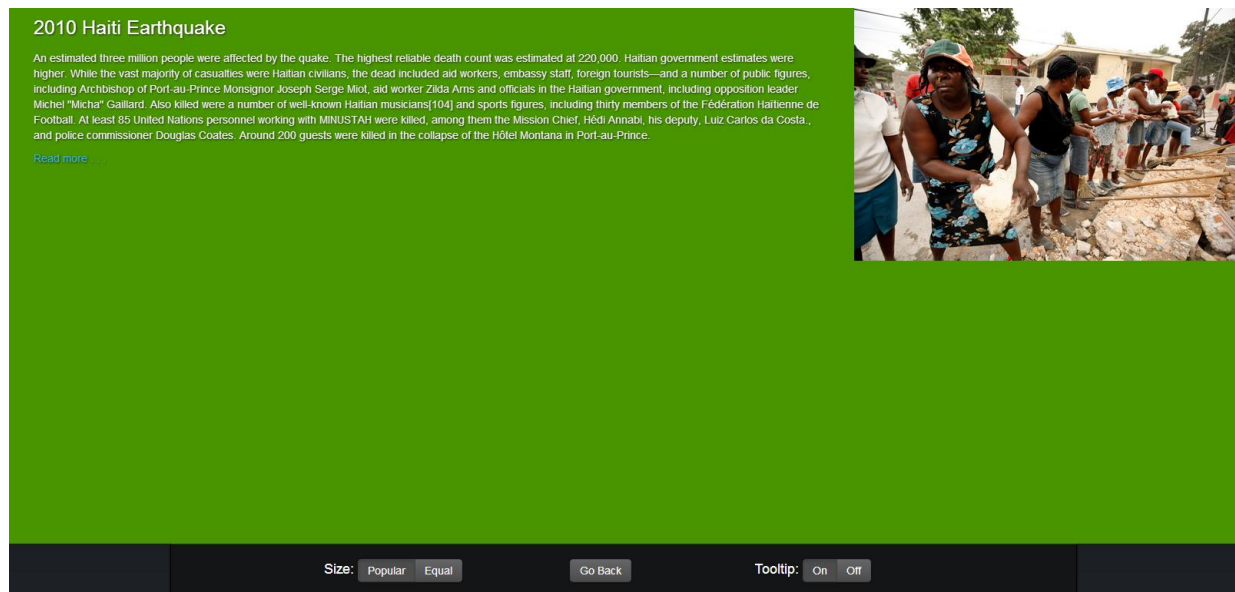 2010 Haiti Earthquake
An estimated three million people were affected by the quake. The highest reliable death count was estimated at 220,000. Haitian government estimates were
higher. While the vast majority of casualties were Haitian civilians, the dead included aid workers, embassy staff, foreign tourists—and a number of public figures,
including Archbishop of Port-au-Prince Monsignor Joseph Serge Miot, aid worker Zilda Arns and officials in the Haitian government, including opposition leader
Michel "Micha" Gaillard. Also killed were a number of well-known Haitian musicians[104] and sports figures, including thirty members of the Fédération Haïtienne de
Football. At least 85 United Nations personnel working with MINUSTAH were killed, among them the Mission Chief, Hédi Annabi, his deputy, Luiz Carlos da Costa.,
and police commissioner Douglas Coates. Around 200 guests were killed in the collapse of the Hôtel Montana in Port-au-Prince.
Read more . . .
Size: Popular Equal Go Back Tooltip: On Off